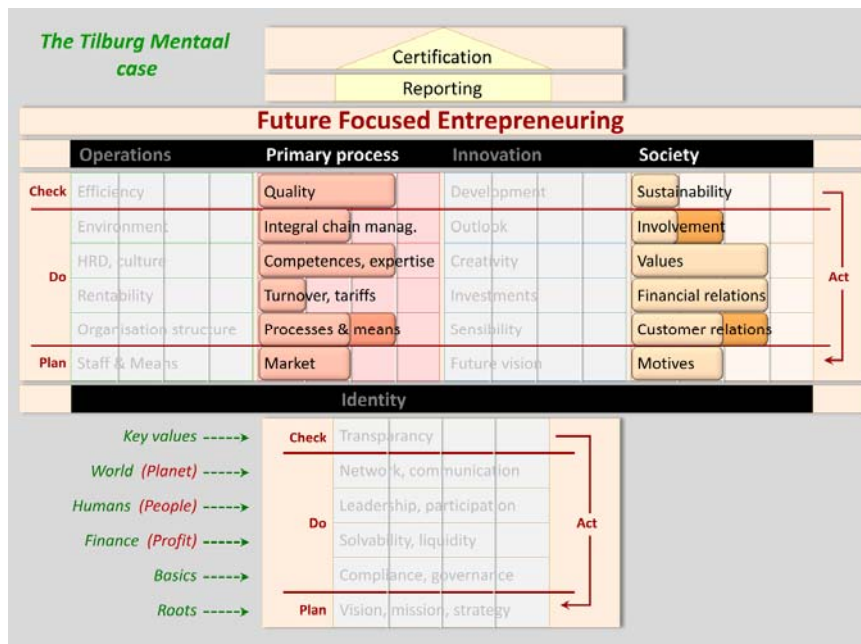 The Tilburg Mentaal
case
Certification
Reporting
Future Focused Entrepreneuring
Operations Primary process Innovation Society
Check Efficiency Quality Development Sustainability
Environment Integral chain manag. Outlook Involvement
HRD, culture Competences, expertise Creativity Values
Do Act
Rentability Turnover, tariffs Investments Financial relations
Organisation structure Processes & means Sensibility Customer relations
Plan Staff & Means Market Future vision Motives
Identity
Key values Check Transparancy
World (Planet) Network, communication
Humans (People) Leadership, participation
Do Act
Finance (Profit) Solvability, liquidity
Basics Compliance, governance
Roots Plan Vision, mission, strategy